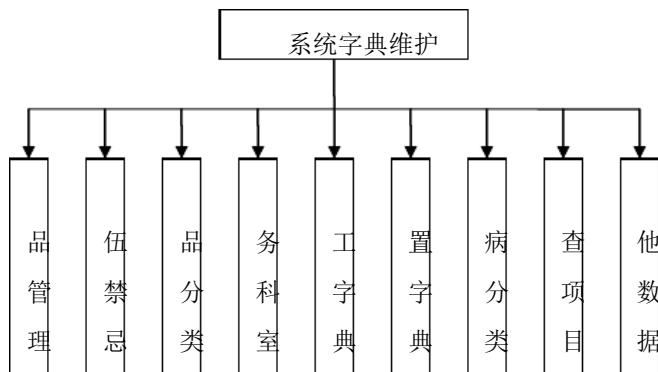 系统字典维护
品管理
伍禁忌
品分类
务科室
工字典
置字典
病分类
查项目
他数据